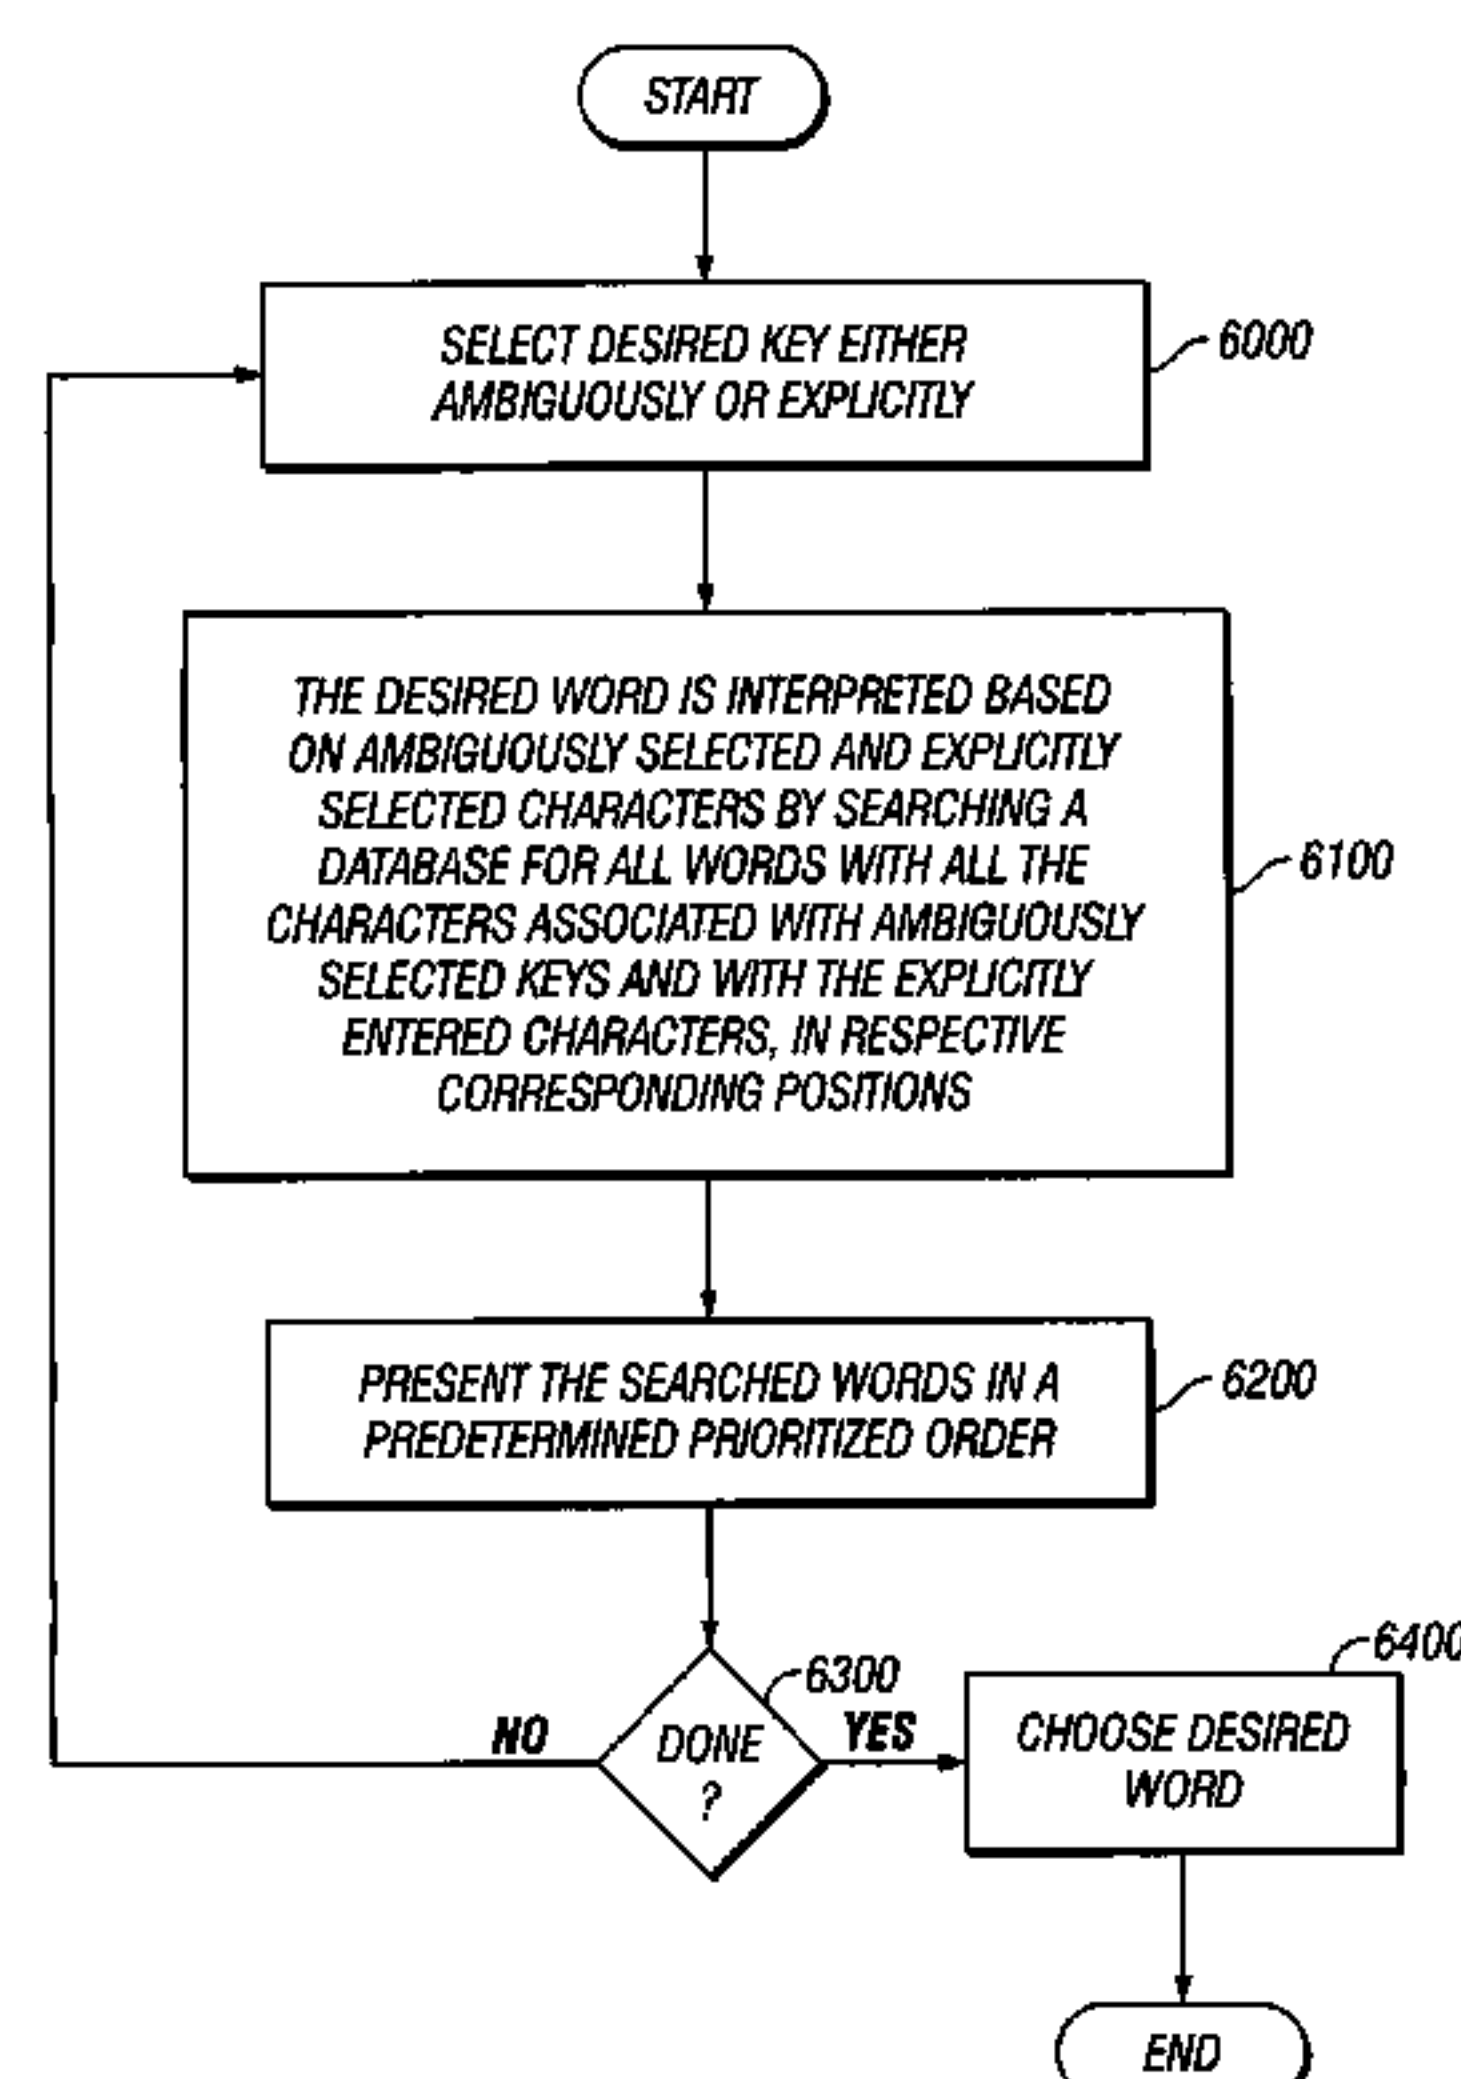 START
SELECT DESIRED KEY EITHER
AMBIGUOUSLY OR EXPLICITLY
6000
THE DESIRED WORD IS INTERPRETED BASED
ON AMBIGUOUSLY SELECTED AND EXPLICITLY
SELECTED CHARACTERS BY SEARCHING A
DATABASE FOR ALL WORDS WITH ALL THE
CHARACTERS ASSOCIATED WITH AMBIGUOUSLY
SELECTED KEYS AND WITH THE EXPLICITLY
ENTERED CHARACTERS, IN RESPECTIVE
CORRESPONDING POSITIONS
6100
PRESENT THE SEARCHED WORDS IN A
PREDETERMINED PRIORITIZED ORDER
6200
6300
DONE
?
NO
YES
6400
CHOOSE DESIRED
WORD
END